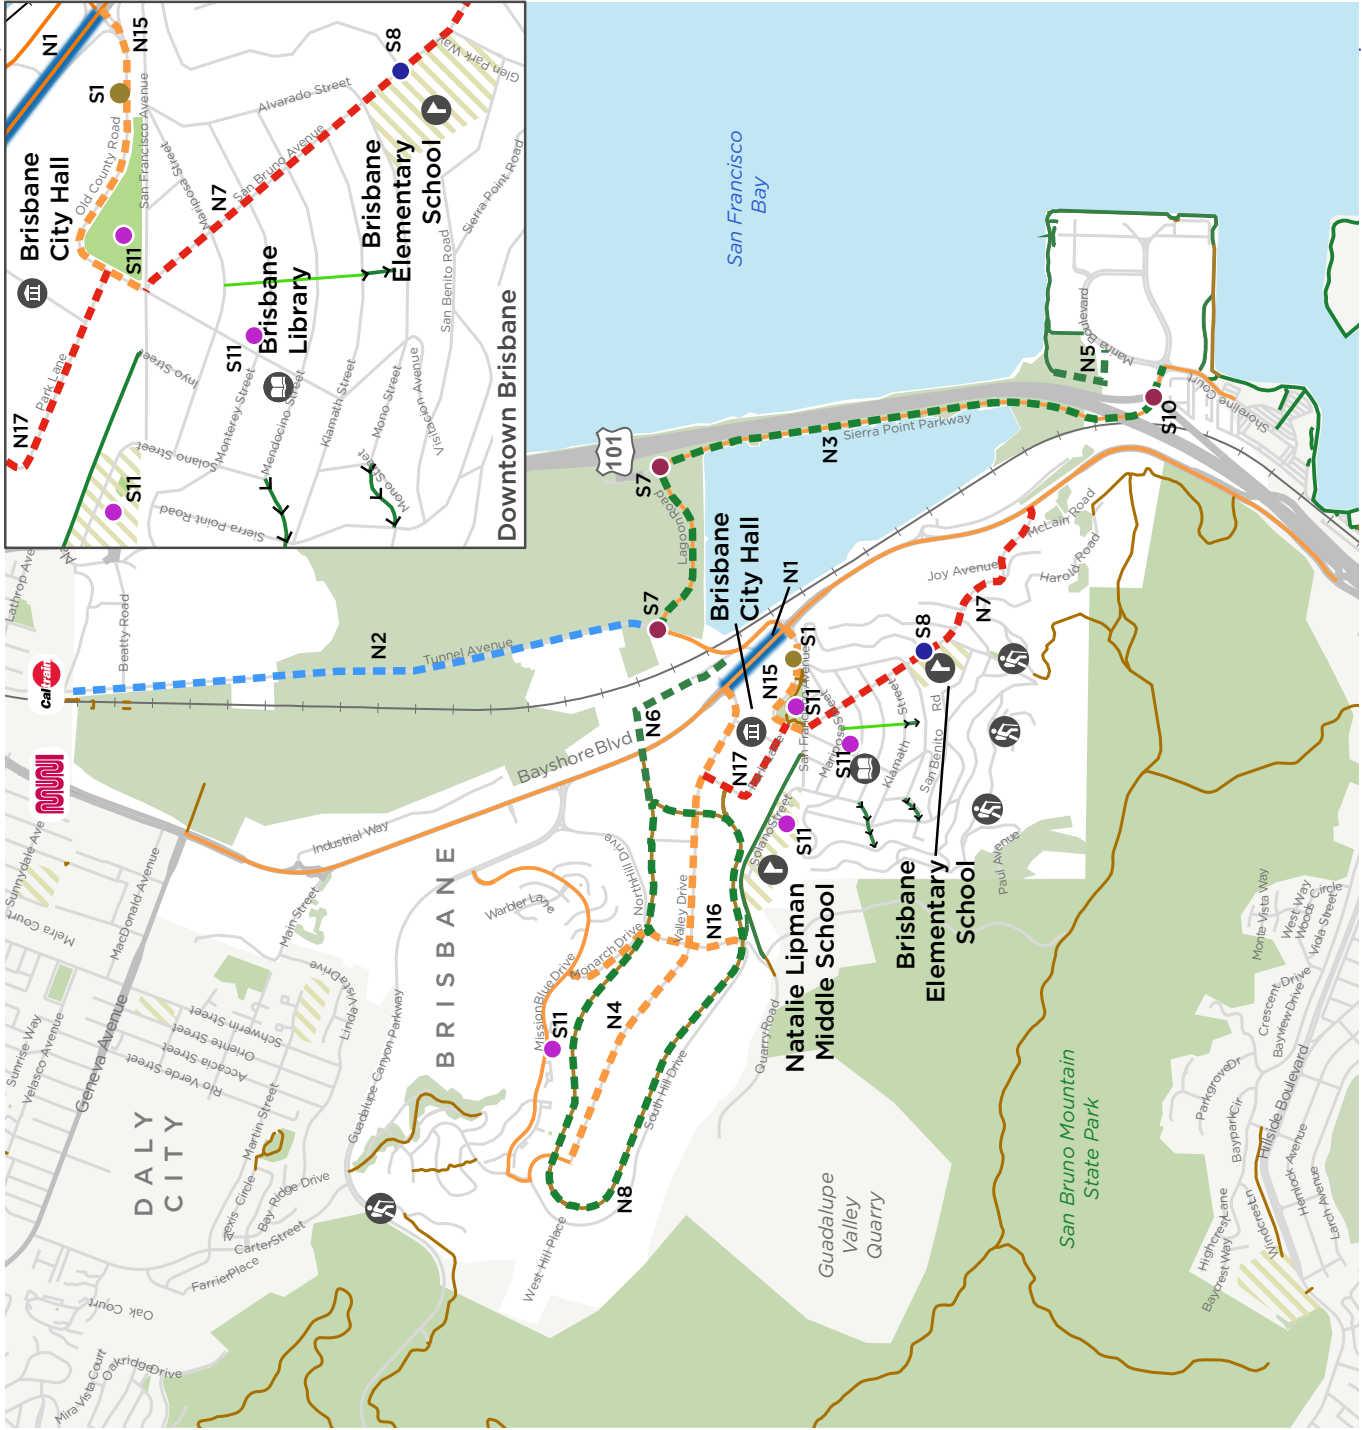 N1
N15
S1
S8
Glen Park Way
Alvarado Street
San Francisco Avenue
Old County Road
Brisbane
City Hall
Mariposa Street
San Bruno Avenue
N7
Brisbane
Elementary
School
Sierra Point Road
San Benito Road
S11
Brisbane
Library
S11
Park Lane
N17
Inyo Street
Monterey Street
Mendocino Street
Klamath Street
Mono Street
Visitacion Avenue
Solano Street
S11
Sierra Point Road
Mono Street
Downtown Brisbane
San Francisco
Bay
101
S7
Lagoon Road
N3
Sierra Point Parkway
N5
Marina Boulevard
S10
Shoreline Court
Lathrop Ave
Beatty Road
Caltrain
N2
Tunnel Avenue
S7
Brisbane
City Hall
N1
Joy Avenue
McLain Road
Harold Road
N7
S8
S1
N15
San Francisco Avenue
S11
Mariposa Street
S11
Klamath Street
San Benito Rd
N6
N17
Park Lane
Bayshore Blvd
MUNI
Industrial Way
Sunnydale Ave
MacDonald Avenue
Meira Court
Main Street
Linda Vista Drive
BRISBANE
Warbler Lane
North Hill Drive
Valley Drive
N16
Monarch Drive
Mission Blue Drive
S11
N4
South Hill Drive
N8
West Hill Place
Solano Street
S11
Natalie Lipman
Middle School
Quarry Road
Brisbane
Elementary
School
Paul Avenue
Sunrise Way
Velasco Avenue
Geneva Avenue
Schwerin Street
Oriente Street
Accacia Street
Rio Verde Street
Martin Street
Guadalupe Canyon Parkway
DALY
CITY
Alexis Circle
Bay Ridge Drive
Carter Street
Farrier Place
Oak Court
Mira Vista Court
Oakridge Drive
Guadalupe
Valley
Quarry
San Bruno Mountain
State Park
Monte Vista Way
West Way
Woods Circle
Viola Street
Crescent Drive
Bayview Drive
Parkgrove Dr
Baypark Cir
Hillside Boulevard
Hemlock Avenue
Larch Avenue
Windcrest Ln
Highcrest Lane
Baycrest Way